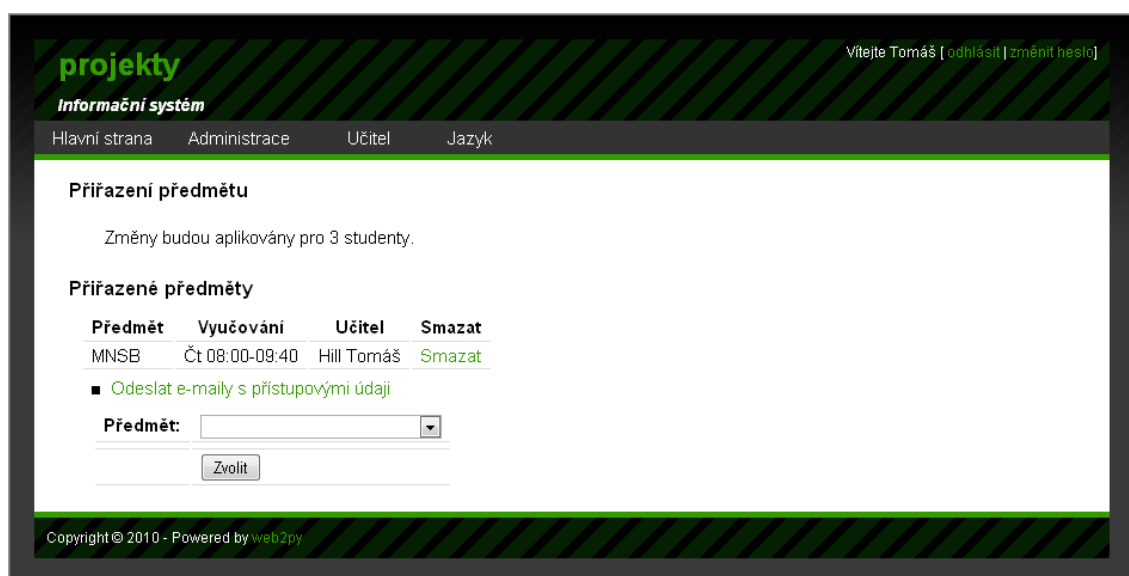 projekty
Vítejte Tomáš [ odhlásit | změnit heslo]
Informační systém
Hlavní strana Administrace Učitel Jazyk
Přiřazení předmětu
Změny budou aplikovány pro 3 studenty.
Přiřazené předměty
Předmět Vyučování Učitel Smazat
MNSB Čt 08:00-09:40 Hill Tomáš Smazat
Odeslat e-maily s přístupovými údaji
Předmět:
Zvolit
Copyright © 2010 - Powered by web2py